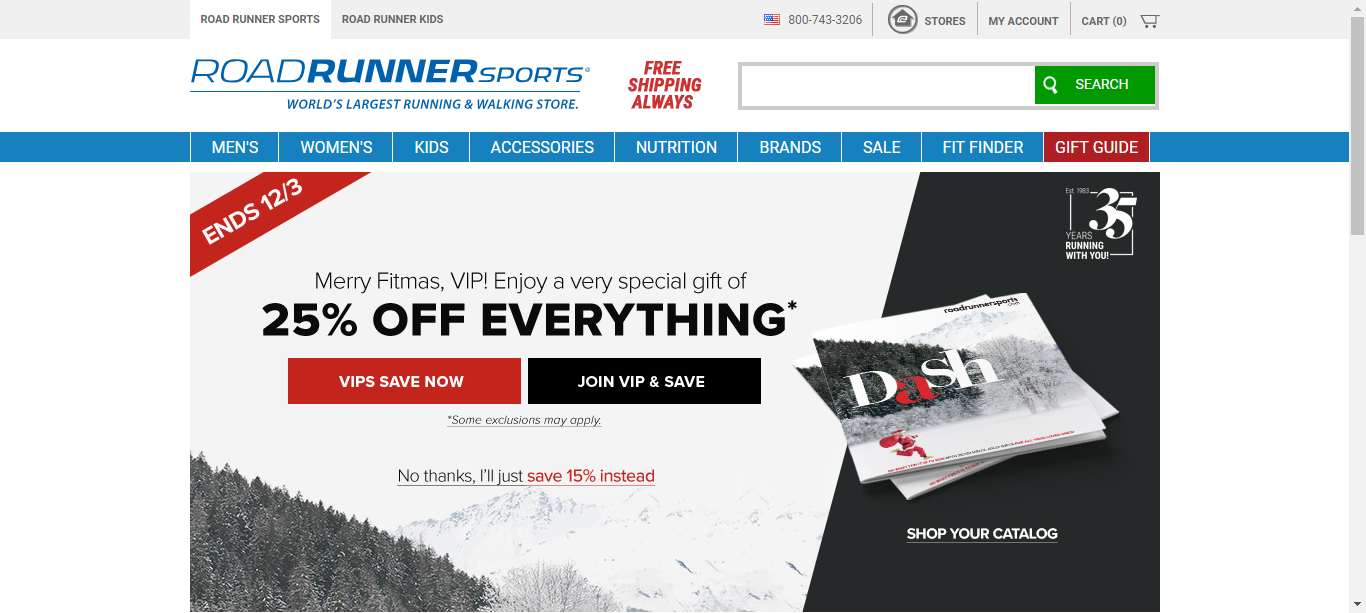 ROAD RUNNER SPORTS
ROAD RUNNER KIDS
800-743-3206
STORES
MY ACCOUNT
CART (0)
ROADRUNNERSPORTS®
WORLD'S LARGEST RUNNING & WALKING STORE.
FREE
SHIPPING
ALWAYS
SEARCH
MEN'S
WOMEN'S
KIDS
ACCESSORIES
NUTRITION
BRANDS
SALE
FIT FINDER
GIFT GUIDE
ENDS 12/3
Est. 1983
35
YEARS
RUNNING
WITH YOU!
Merry Fitmas, VIP! Enjoy a very special gift of
25% OFF EVERYTHING*
VIPS SAVE NOW
JOIN VIP & SAVE
*Some exclusions may apply.
No thanks, I'll just save 15% instead
roadrunnersports
.com
Dash
SHOP YOUR CATALOG